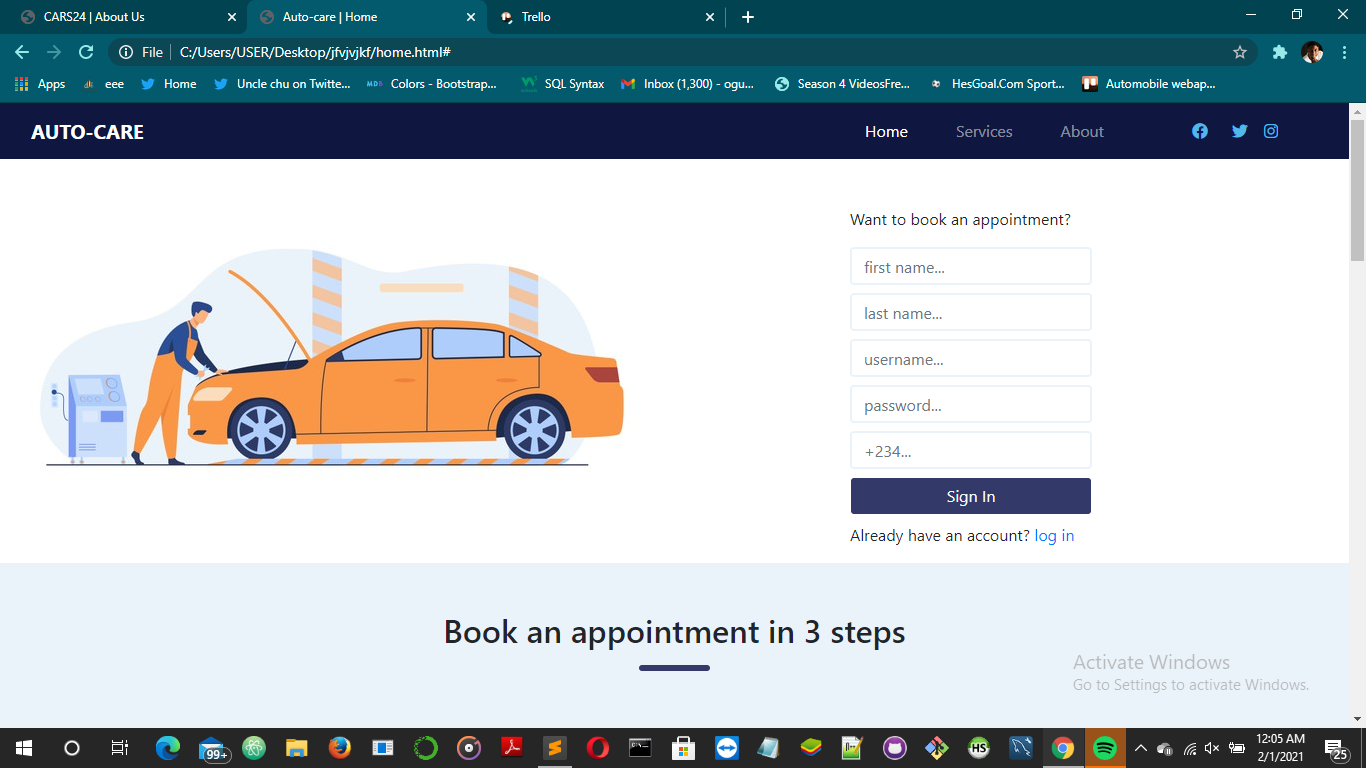 CARS24 | About Us
Auto-care | Home
Trello
File
C:/Users/USER/Desktop/jfvjvjkf/home.html#
Apps
eee
Home
Uncle chu on Twitte...
MDB
Colors - Bootstrap...
SQL Syntax
Inbox (1,300) - ogu...
Season 4 VideosFre...
HesGoal.Com Sport...
Automobile webap...
AUTO-CARE
Home
Services
About
Want to book an appointment?
first name...
last name...
username...
password...
+234...
Sign In
Already have an account? log in
Book an appointment in 3 steps
Activate Windows
Go to Settings to activate Windows.
99+
HS
12:05 AM
2/1/2021
25